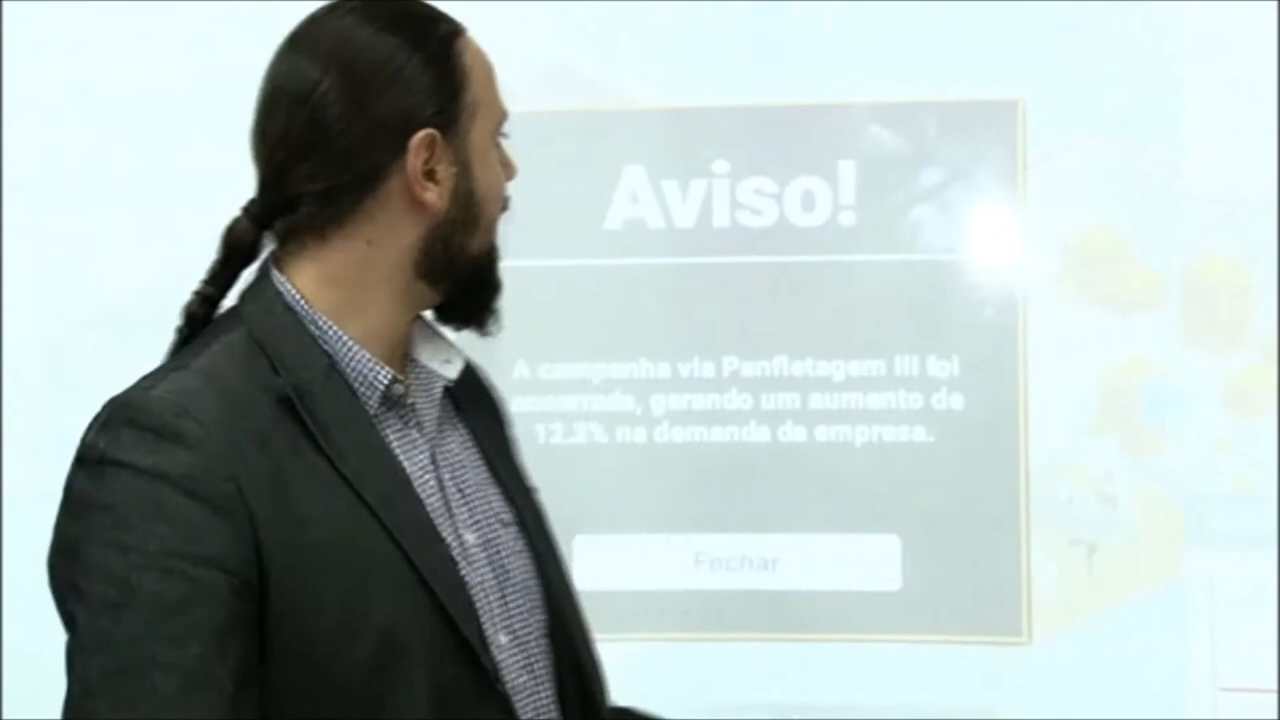 Aviso!
A campanha via Panfletagem III foi
encerrada, gerando um aumento de
12.3% na demanda da empresa.
Fechar